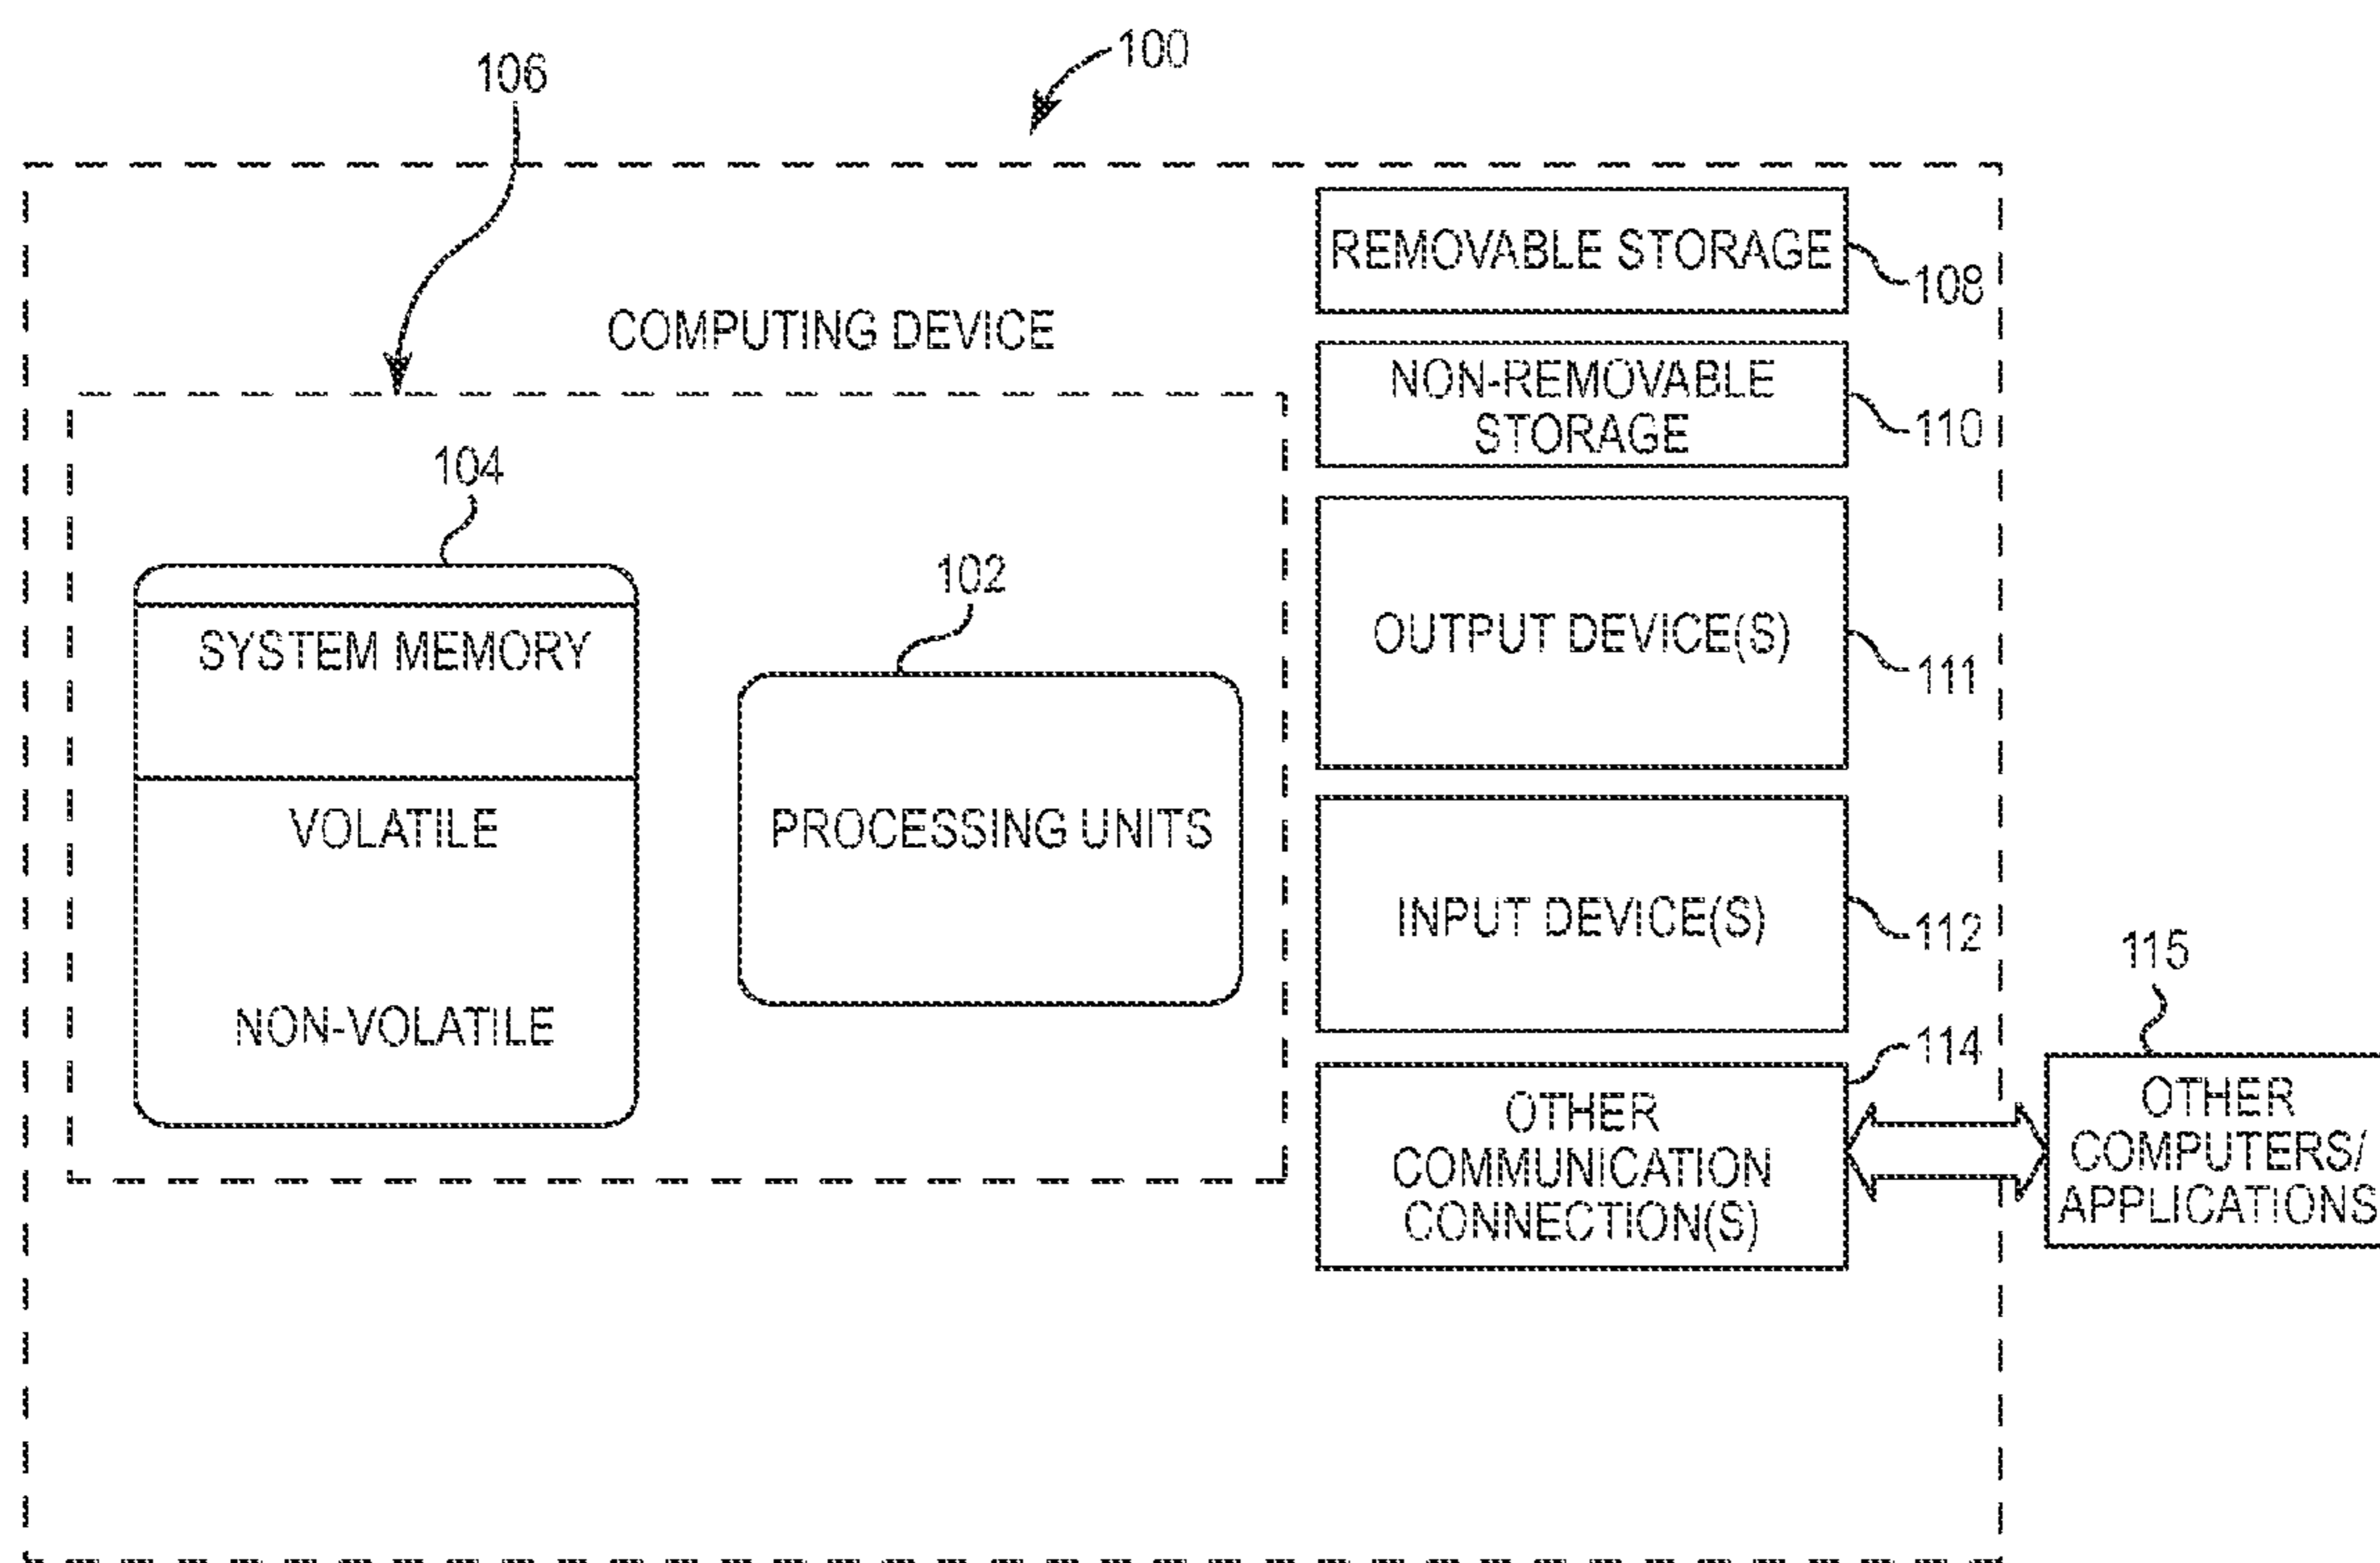 100
106
COMPUTING DEVICE
REMOVABLE STORAGE
108
NON-REMOVABLE
STORAGE
110
104
SYSTEM MEMORY
VOLATILE
NON-VOLATILE
102
PROCESSING UNITS
OUTPUT DEVICE(S)
111
INPUT DEVICE(S)
112
114
OTHER
COMMUNICATION
CONNECTION(S)
115
OTHER
COMPUTERS/
APPLICATIONS